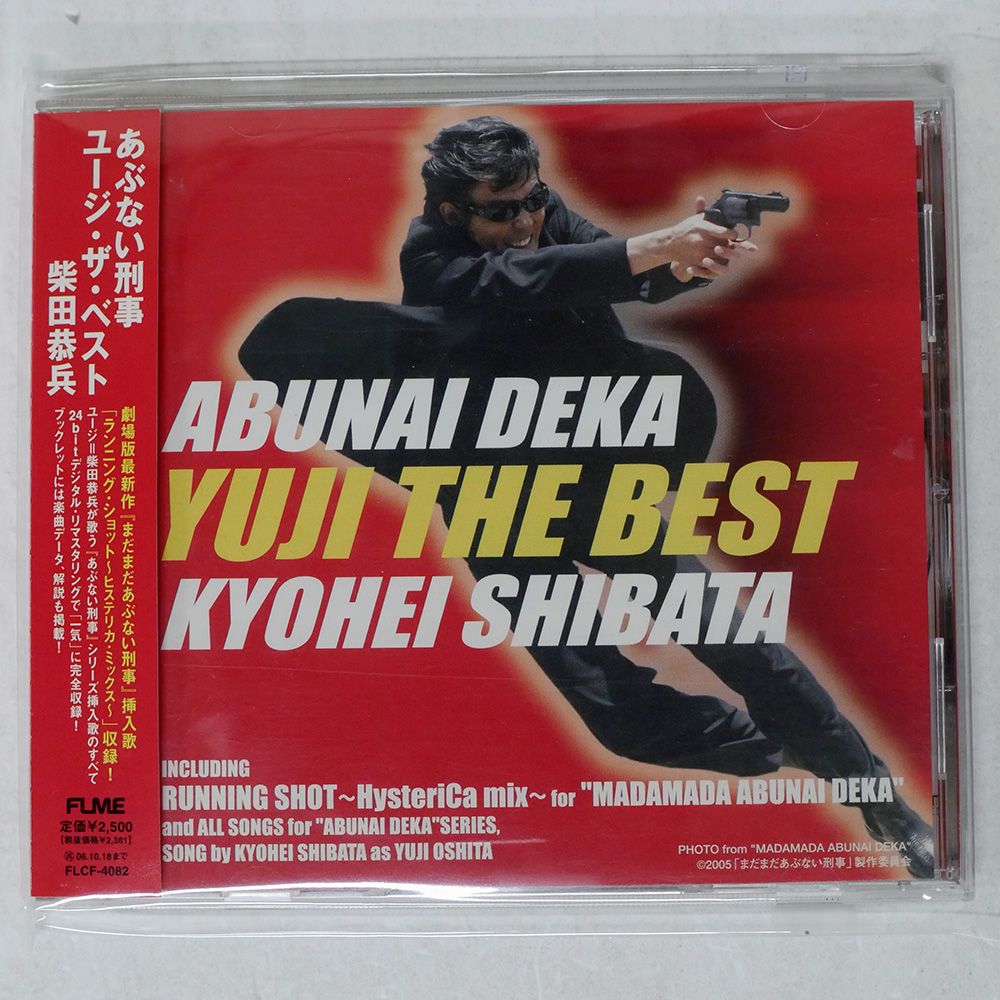 あぶない刑事
ユージ・ザ・ベスト
柴田恭兵
劇場版最新作『まだまだあぶない刑事』挿入歌
「ランニング・ショット〜ヒステリカ・ミックス〜」収録！
ユージ=柴田恭兵が歌う『あぶない刑事』シリーズ挿入歌のすべて
24bitデジタル・リマスタリングで「一気」に完全収録！
ブックレットには楽曲データ、解説も掲載！
FLME
定価¥2,500
[税抜価格¥2,381]
06.10.18まで
FLCF-4082
ABUNAI DEKA
YUJI THE BEST
KYOHEI SHIBATA
INCLUDING
RUNNING SHOT~HysteriCa mix~ for "MADAMADA ABUNAI DEKA"
and ALL SONGS for "ABUNAI DEKA"SERIES,
SONG by KYOHEI SHIBATA as YUJI OSHITA
PHOTO from "MADAMADA ABUNAI DEKA"
©2005「まだまだあぶない刑事」製作委員会